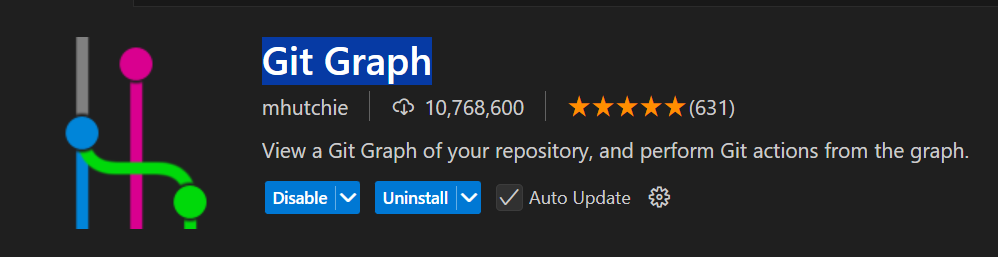 Git Graph
mhutchie 10,768,600 (631)
View a Git Graph of your repository, and perform Git actions from the graph.
Disable Uninstall Auto Update